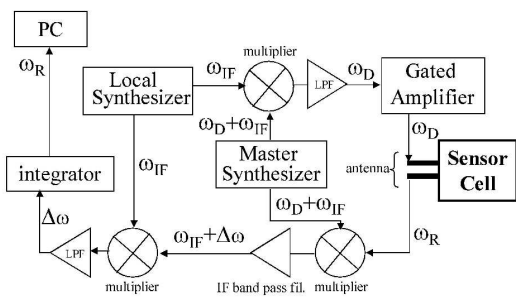 PC
ω_R
Local
Synthesizer
ω_IF
multiplier
LPF
ω_D
Gated
Amplifier
ω_D+ω_IF
ω_D
Master
Synthesizer
antenna
Sensor
Cell
integrator
ω_IF
Δω
ω_D+ω_IF
ω_R
LPF
ω_IF+Δω
multiplier
IF band pass fil.
multiplier